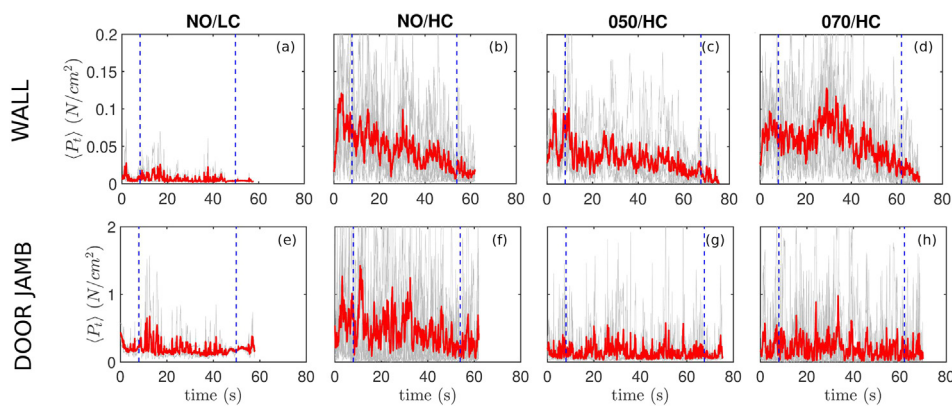 NO/LC NO/HC 050/HC 070/HC
WALL
⟨P_t⟩ (N/cm²)
0.2
0.15
0.1
0.05
0
(a) (b) (c) (d)
0 20 40 60 80 0 20 40 60 80 0 20 40 60 80 0 20 40 60 80
DOOR JAMB
⟨P_t⟩ (N/cm²)
2
1
0
(e) (f) (g) (h)
0 20 40 60 80 0 20 40 60 80 0 20 40 60 80 0 20 40 60 80
time (s) time (s) time (s) time (s)